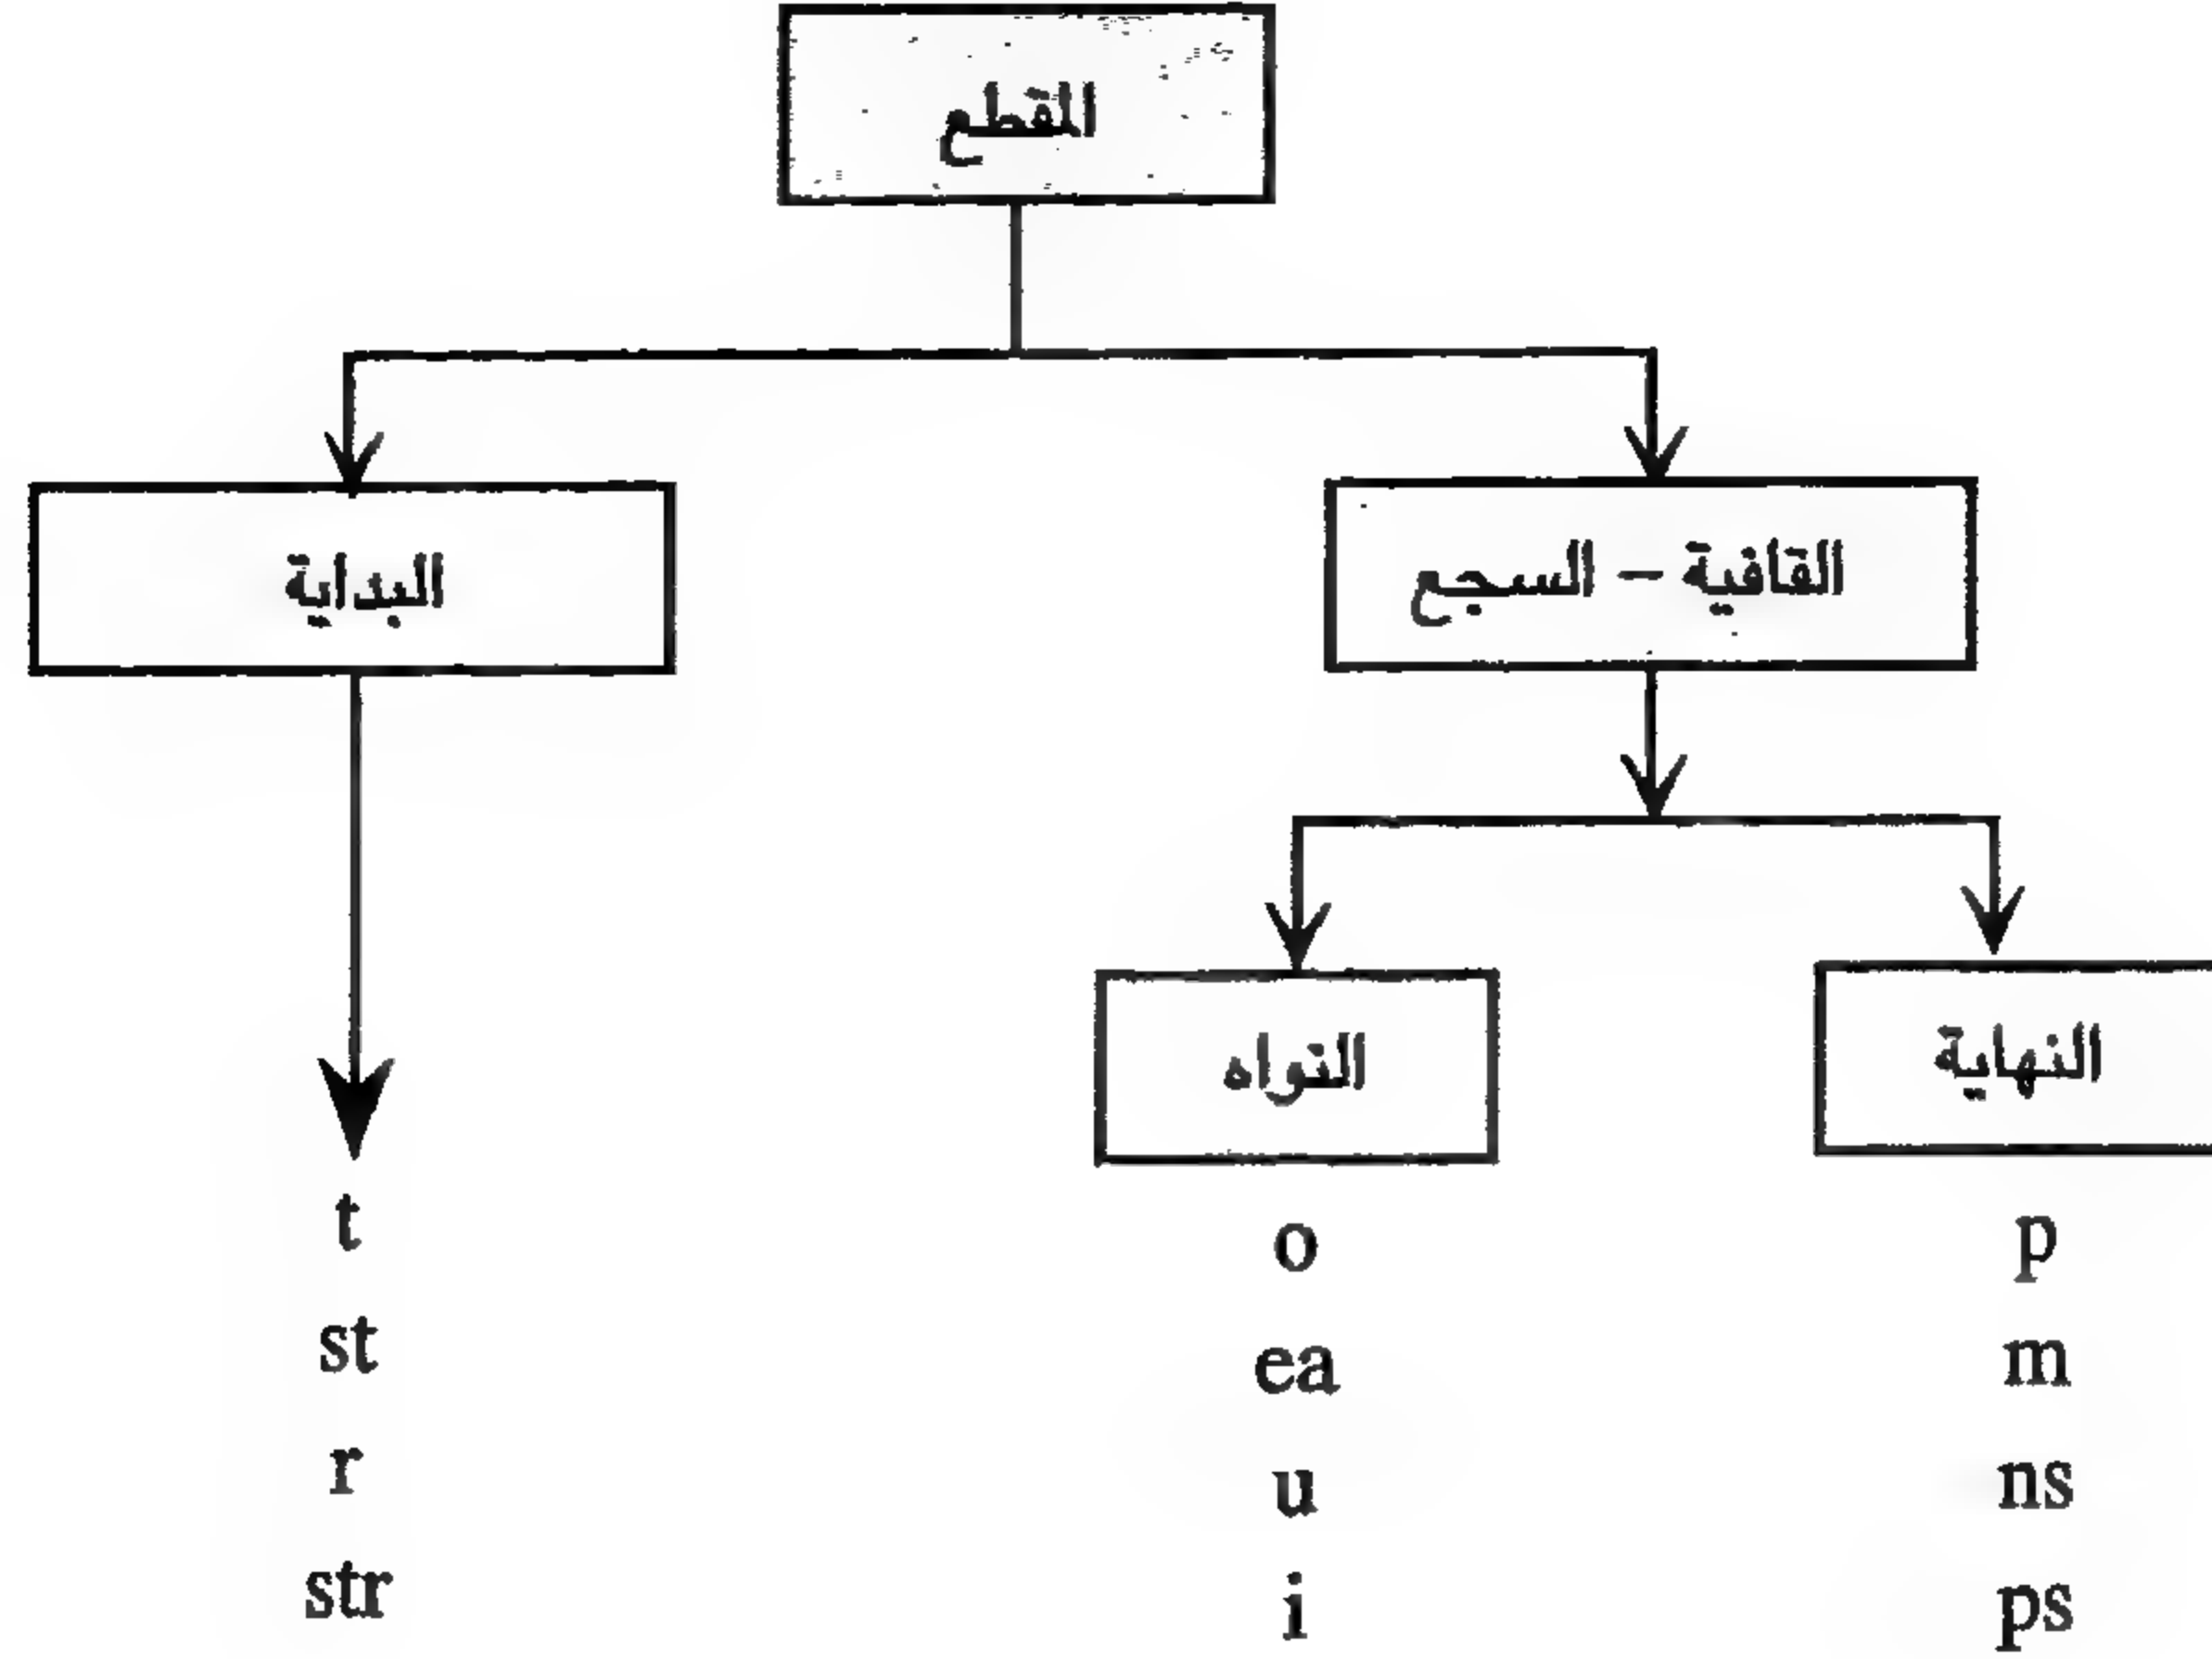 المقطع
القافية – السجع
البداية
النهاية
النواه
t
o
p
st
ea
m
r
u
ns
str
i
ps